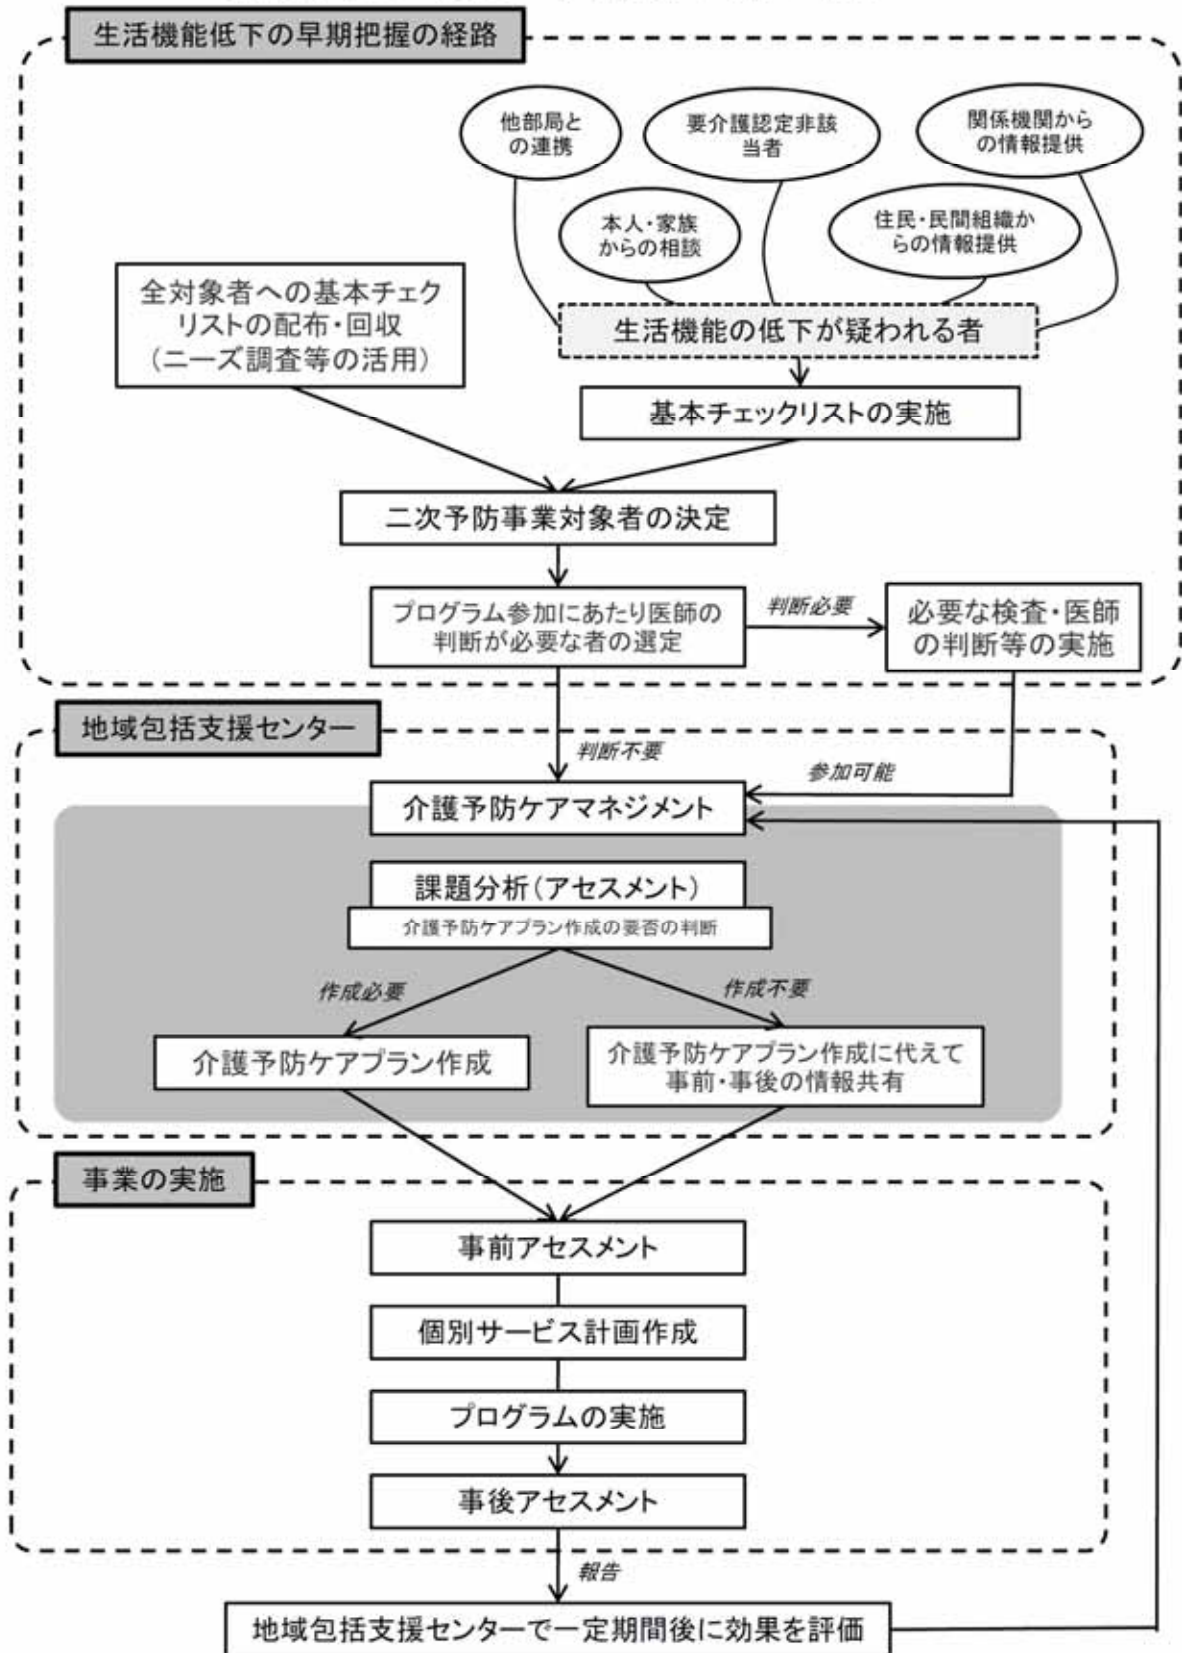 生活機能低下の早期把握の経路
他部局と
の連携
要介護認定非該
当者
関係機関から
の情報提供
本人・家族
からの相談
住民・民間組織か
らの情報提供
全対象者への基本チェク
リストの配布・回収
（ニーズ調査等の活用）
生活機能の低下が疑われる者
基本チェックリストの実施
二次予防事業対象者の決定
プログラム参加にあたり医師の
判断が必要な者の選定
判断必要
必要な検査・医師
の判断等の実施
地域包括支援センター
判断不要
参加可能
介護予防ケアマネジメント
課題分析（アセスメント）
介護予防ケアプラン作成の要否の判断
作成必要
作成不要
介護予防ケアプラン作成
介護予防ケアプラン作成に代えて
事前・事後の情報共有
事業の実施
事前アセスメント
個別サービス計画作成
プログラムの実施
事後アセスメント
報告
地域包括支援センターで一定期間後に効果を評価